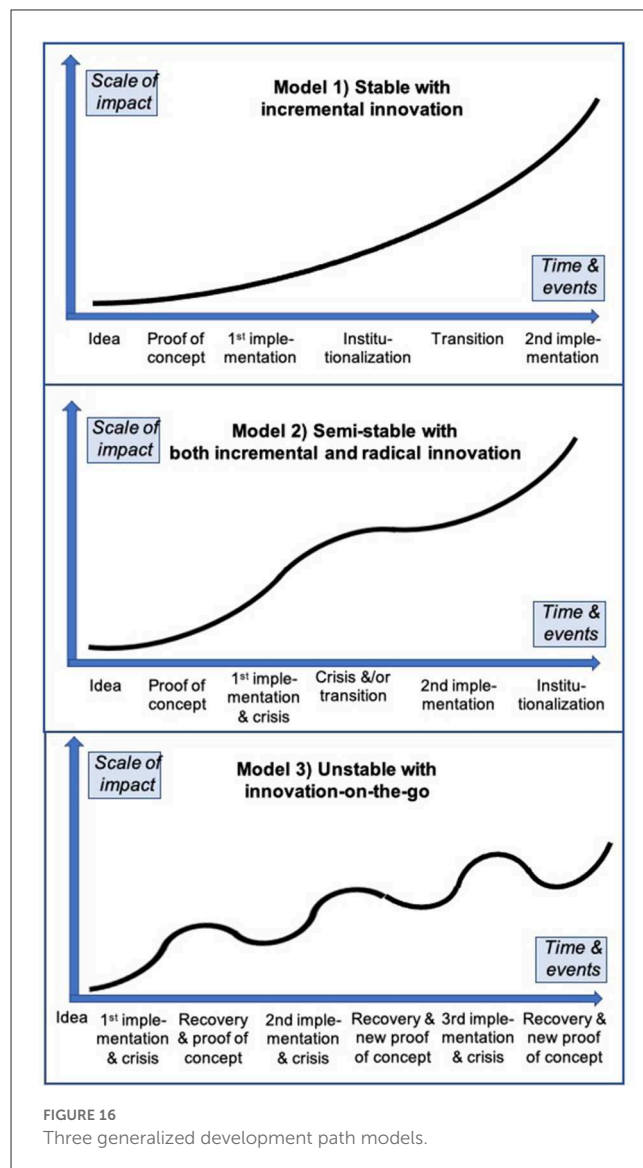 Scale of
impact
Model 1) Stable with
incremental innovation
Time &
events
Idea
Proof of
concept
1st imple-
mentation
Institu-
tionalization
Transition
2nd imple-
mentation
Scale of
impact
Model 2) Semi-stable with
both incremental and radical innovation
Time &
events
Idea
Proof of
concept
1st imple-
mentation
& crisis
Crisis &/or
transition
2nd imple-
mentation
Institu-
tionalization
Scale of
impact
Model 3) Unstable with
innovation-on-the-go
Time &
events
Idea
1st imple-
mentation
& crisis
Recovery
& proof of
concept
2nd imple-
mentation
& crisis
Recovery &
new proof
of concept
3rd imple-
mentation
& crisis
Recovery &
new proof
of concept
FIGURE 16
Three generalized development path models.